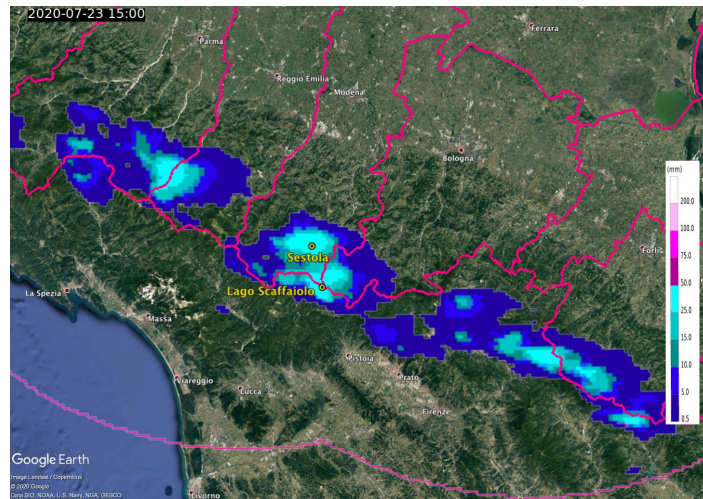 2020-07-23 15:00
Ferrara
Parma
Reggio Emilia
Modena
Bologna
(mm)
200.0
100.0
75.0
50.0
25.0
15.0
10.0
5.0
0.5
Forlì
Sestola
Lago Scaffaiolo
La Spezia
Massa
Pistoia
Prato
Viareggio
Lucca
Firenze
Livorno
Google Earth
Image Landsat / Copernicus
© 2020 Google
Data SIO, NOAA, U.S. Navy, NGA, GEBCO